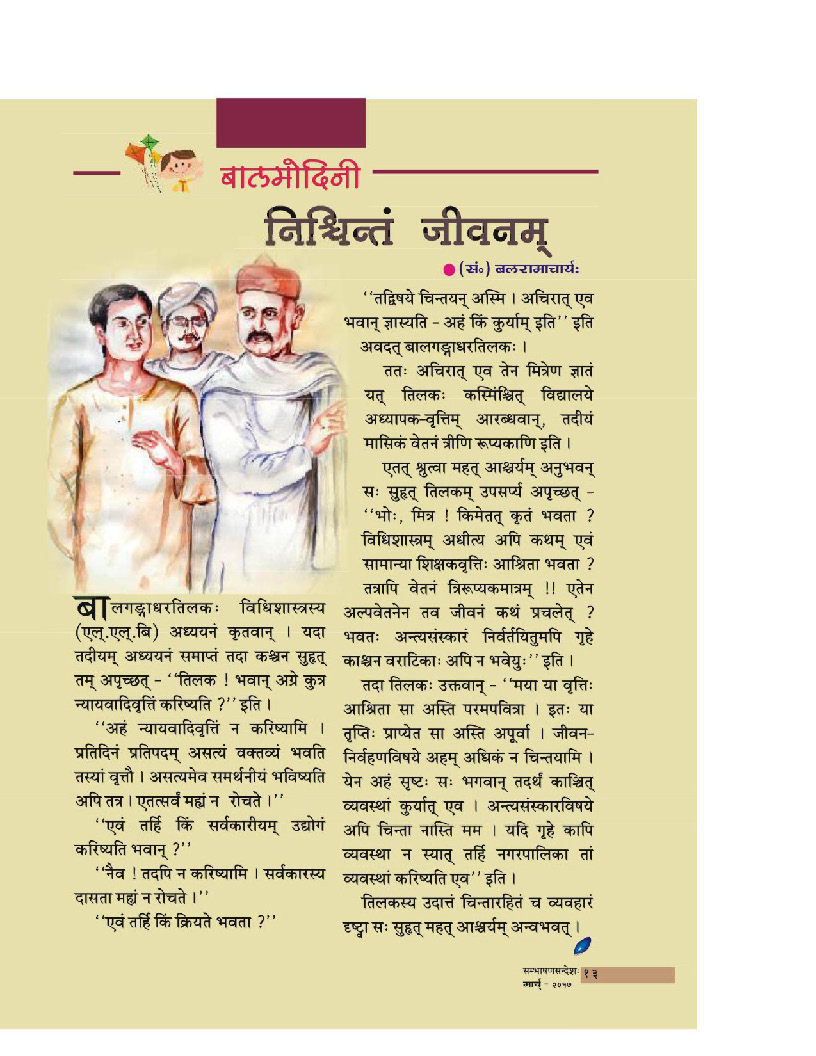 बालमोदिनी
निश्चिन्तं जीवनम्
(सं॰) बलरामाचार्यः
बालगङ्गाधरतिलकः विधिशास्त्रस्य
(एल्.एल्.बि) अध्ययनं कृतवान् । यदा
तदीयम् अध्ययनं समाप्तं तदा कश्चन सुहृत्
तम् अपृच्छत् - ‘‘तिलक ! भवान् अग्रे कुत्र
न्यायवादिवृत्तिं करिष्यति ?’’ इति ।
‘‘अहं न्यायवादिवृत्तिं न करिष्यामि ।
प्रतिदिनं प्रतिपदम् असत्यं वक्तव्यं भवति
तस्यां वृत्तौ । असत्यमेव समर्थनीयं भविष्यति
अपि तत्र । एतत्सर्वं मह्यं न रोचते ।’’
‘‘एवं तर्हि किं सर्वकारीयम् उद्योगं
करिष्यति भवान् ?’’
‘‘नैव ! तदपि न करिष्यामि । सर्वकारस्य
दासता मह्यं न रोचते ।’’
‘‘एवं तर्हि किं क्रियते भवता ?’’
‘‘तद्विषये चिन्तयन् अस्मि । अचिरात् एव
भवान् ज्ञास्यति - अहं किं कुर्याम् इति’’ इति
अवदत् बालगङ्गाधरतिलकः ।
ततः अचिरात् एव तेन मित्रेण ज्ञातं
यत् तिलकः कस्मिंश्चित् विद्यालये
अध्यापक-वृत्तिम् आरब्धवान्, तदीयं
मासिकं वेतनं त्रीणि रूप्यकाणि इति ।
एतत् श्रुत्वा महत् आश्चर्यम् अनुभवन्
सः सुहृत् तिलकम् उपसर्प्य अपृच्छत् -
‘‘भोः, मित्र ! किमेतत् कृतं भवता ?
विधिशास्त्रम् अधीत्य अपि कथम् एवं
सामान्या शिक्षकवृत्तिः आश्रिता भवता ?
तत्रापि वेतनं त्रिरूप्यकमात्रम् !! एतेन
अल्पवेतनेन तव जीवनं कथं प्रचलेत् ?
भवतः अन्त्यसंस्कारं निर्वर्तयितुमपि गृहे
काश्चन वराटिकाः अपि न भवेयुः’’ इति ।
तदा तिलकः उक्तवान् - ‘‘मया या वृत्तिः
आश्रिता सा अस्ति परमपवित्रा । इतः या
तृप्तिः प्राप्येत सा अस्ति अपूर्वा । जीवन-
निर्वहणविषये अहम् अधिकं न चिन्तयामि ।
येन अहं सृष्टः सः भगवान् तदर्थं काञ्चित्
व्यवस्थां कुर्यात् एव । अन्त्यसंस्कारविषये
अपि चिन्ता नास्ति मम । यदि गृहे कापि
व्यवस्था न स्यात् तर्हि नगरपालिका तां
व्यवस्थां करिष्यति एव’’ इति ।
तिलकस्य उदात्तं चिन्तारहितं च व्यवहारं
दृष्ट्वा सः सुहृत् महत् आश्चर्यम् अन्वभवत् ।
सम्भाषणसन्देशः १३
मार्च् - २०१७